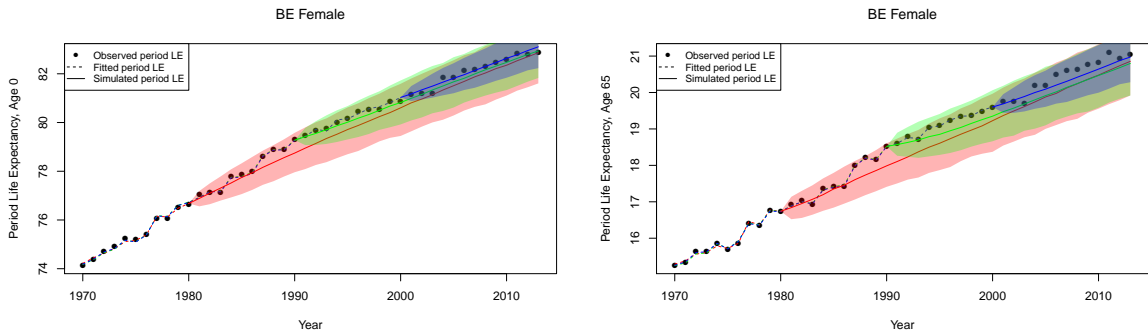 BE Female
Period Life Expectancy, Age 0
82
80
78
76
74
Observed period LE
Fitted period LE
Simulated period LE
1970 1980 1990 2000 2010
Year
BE Female
Period Life Expectancy, Age 65
21
20
19
18
17
16
Observed period LE
Fitted period LE
Simulated period LE
1970 1980 1990 2000 2010
Year